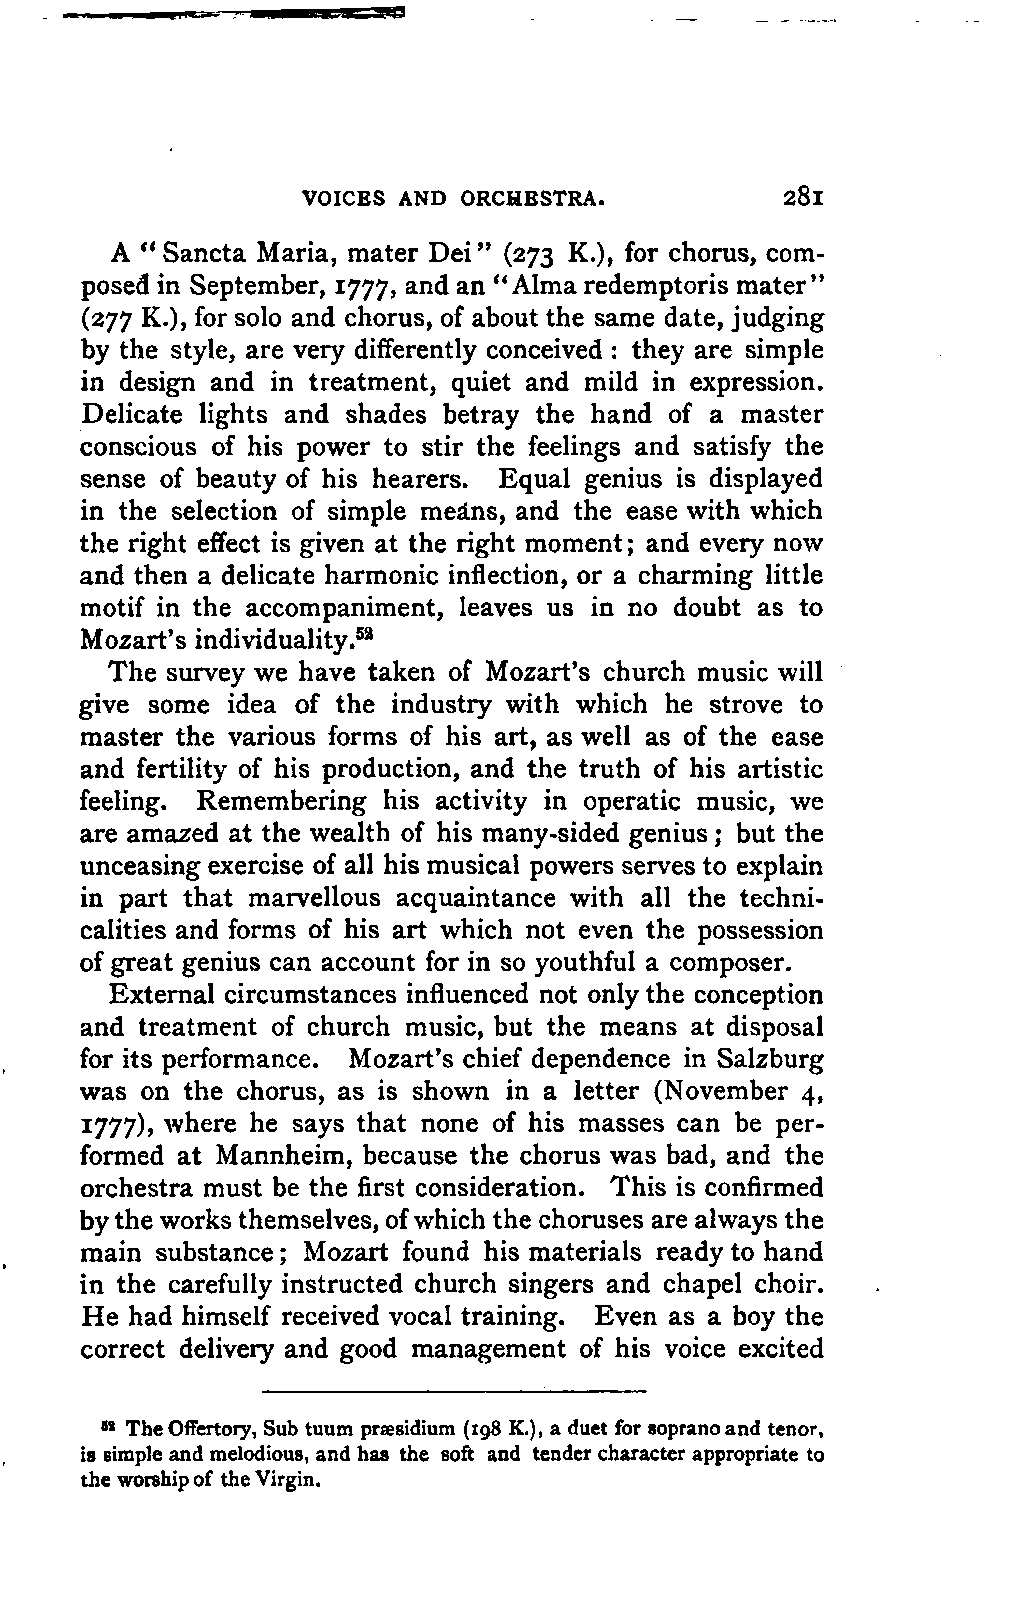 VOICES AND ORCHESTRA. 281
A “ Sancta Maria, mater Dei” (273 K.), for chorus, com-
posed in September, 1777, and an “Alma redemptoris mater”
(277 K.), for solo and chorus, of about the same date, judging
by the style, are very differently conceived : they are simple
in design and in treatment, quiet and mild in expression.
Delicate lights and shades betray the hand of a master
conscious of his power to stir the feelings and satisfy the
sense of beauty of his hearers. Equal genius is displayed
in the selection of simple means, and the ease with which
the right effect is given at the right moment; and every now
and then a delicate harmonic inflection, or a charming little
motif in the accompaniment, leaves us in no doubt as to
Mozart's individuality.52
The survey we have taken of Mozart's church music will
give some idea of the industry with which he strove to
master the various forms of his art, as well as of the ease
and fertility of his production, and the truth of his artistic
feeling. Remembering his activity in operatic music, we
are amazed at the wealth of his many-sided genius ; but the
unceasing exercise of all his musical powers serves to explain
in part that marvellous acquaintance with all the techni-
calities and forms of his art which not even the possession
of great genius can account for in so youthful a composer.
External circumstances influenced not only the conception
and treatment of church music, but the means at disposal
for its performance. Mozart's chief dependence in Salzburg
was on the chorus, as is shown in a letter (November 4,
1777), where he says that none of his masses can be per-
formed at Mannheim, because the chorus was bad, and the
orchestra must be the first consideration. This is confirmed
by the works themselves, of which the choruses are always the
main substance ; Mozart found his materials ready to hand
in the carefully instructed church singers and chapel choir.
He had himself received vocal training. Even as a boy the
correct delivery and good management of his voice excited
52 The Offertory, Sub tuum præsidium (198 K.), a duet for soprano and tenor,
is simple and melodious, and has the soft and tender character appropriate to
the worship of the Virgin.